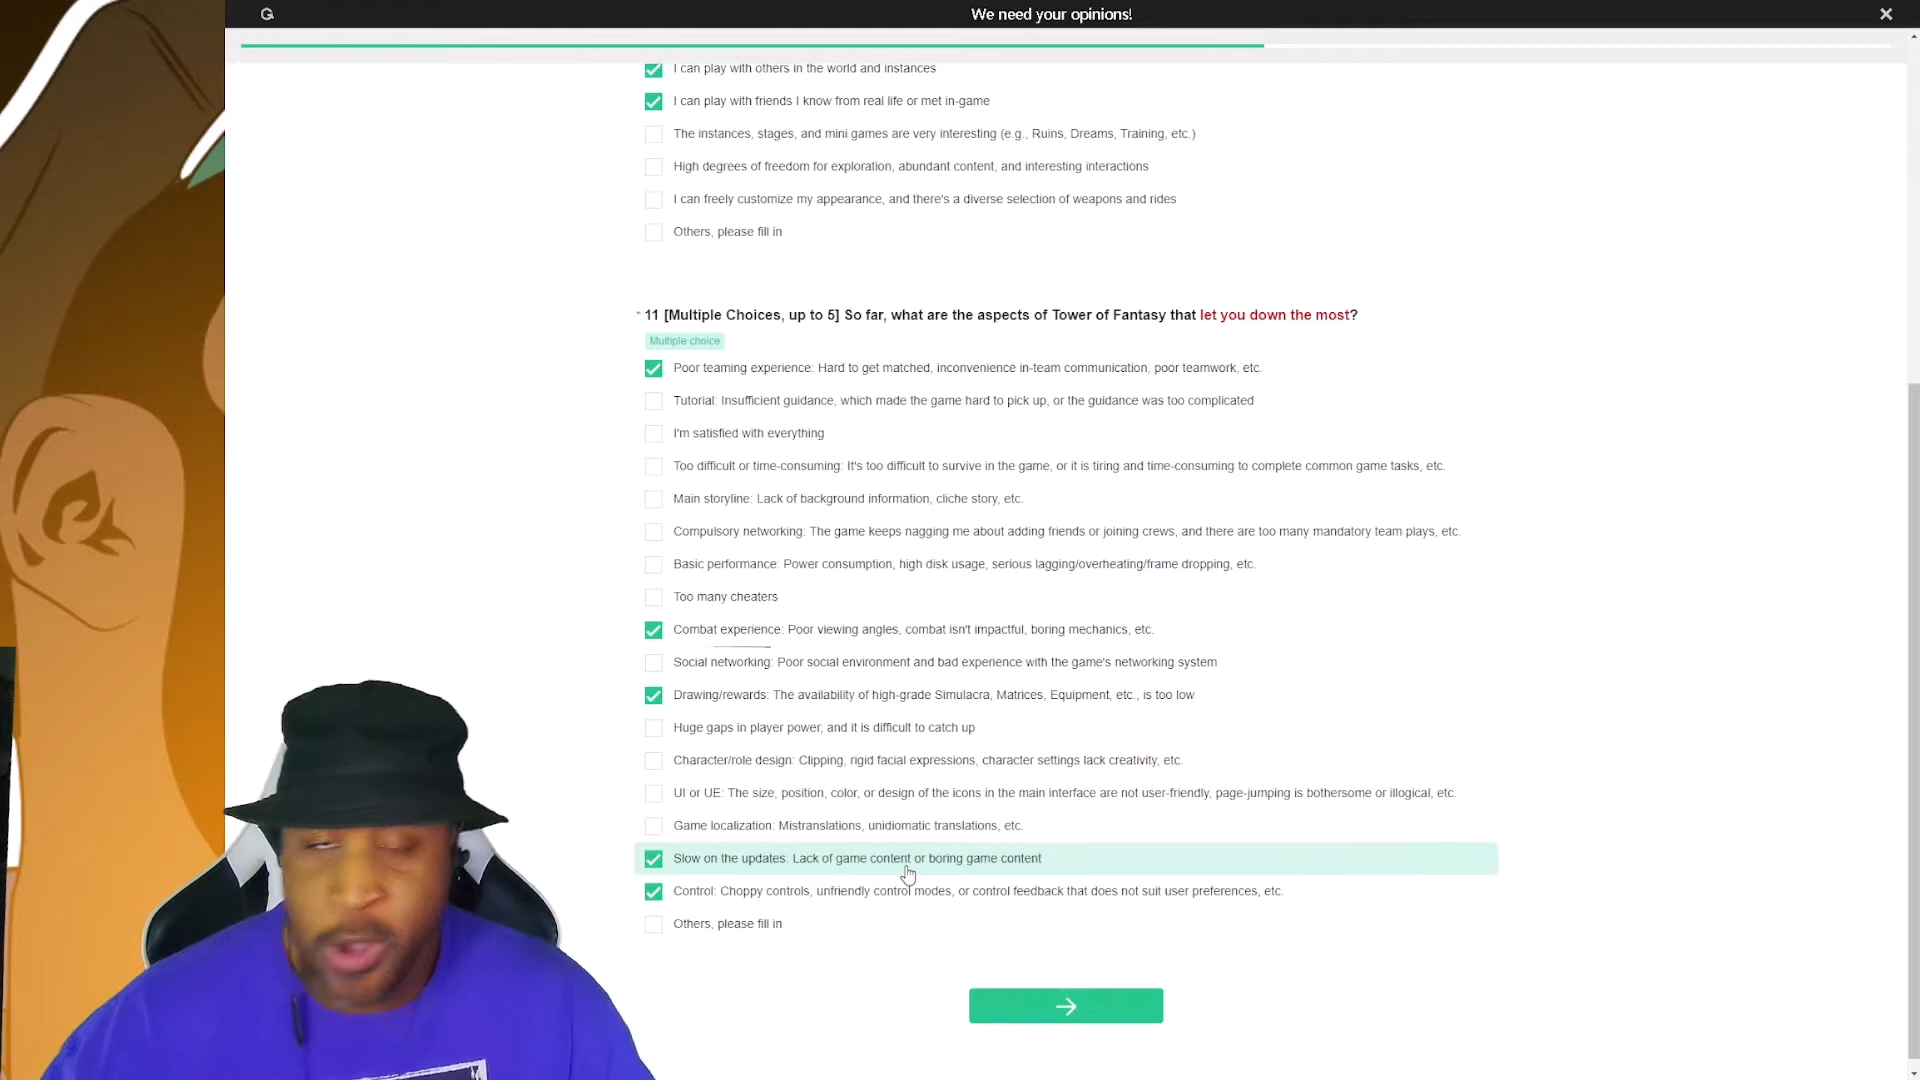 We need your opinions!
I can play with others in the world and instances
I can play with friends I know from real life or met in-game
The instances, stages, and mini games are very interesting (e.g., Ruins, Dreams, Training, etc.)
High degrees of freedom for exploration, abundant content, and interesting interactions
I can freely customize my appearance, and there's a diverse selection of weapons and rides
Others, please fill in
* 11 [Multiple Choices, up to 5] So far, what are the aspects of Tower of Fantasy that let you down the most?
Multiple choice
Poor teaming experience: Hard to get matched, inconvenience in-team communication, poor teamwork, etc.
Tutorial: Insufficient guidance, which made the game hard to pick up, or the guidance was too complicated
I'm satisfied with everything
Too difficult or time-consuming: It's too difficult to survive in the game, or it is tiring and time-consuming to complete common game tasks, etc.
Main storyline: Lack of background information, cliche story, etc.
Compulsory networking: The game keeps nagging me about adding friends or joining crews, and there are too many mandatory team plays, etc.
Basic performance: Power consumption, high disk usage, serious lagging/overheating/frame dropping, etc.
Too many cheaters
Combat experience: Poor viewing angles, combat isn't impactful, boring mechanics, etc.
Social networking: Poor social environment and bad experience with the game's networking system
Drawing/rewards: The availability of high-grade Simulacra, Matrices, Equipment, etc., is too low
Huge gaps in player power, and it is difficult to catch up
Character/role design: Clipping, rigid facial expressions, character settings lack creativity, etc.
UI or UE: The size, position, color, or design of the icons in the main interface are not user-friendly, page-jumping is bothersome or illogical, etc.
Game localization: Mistranslations, unidiomatic translations, etc.
Slow on the updates: Lack of game content or boring game content
Control: Choppy controls, unfriendly control modes, or control feedback that does not suit user preferences, etc.
Others, please fill in